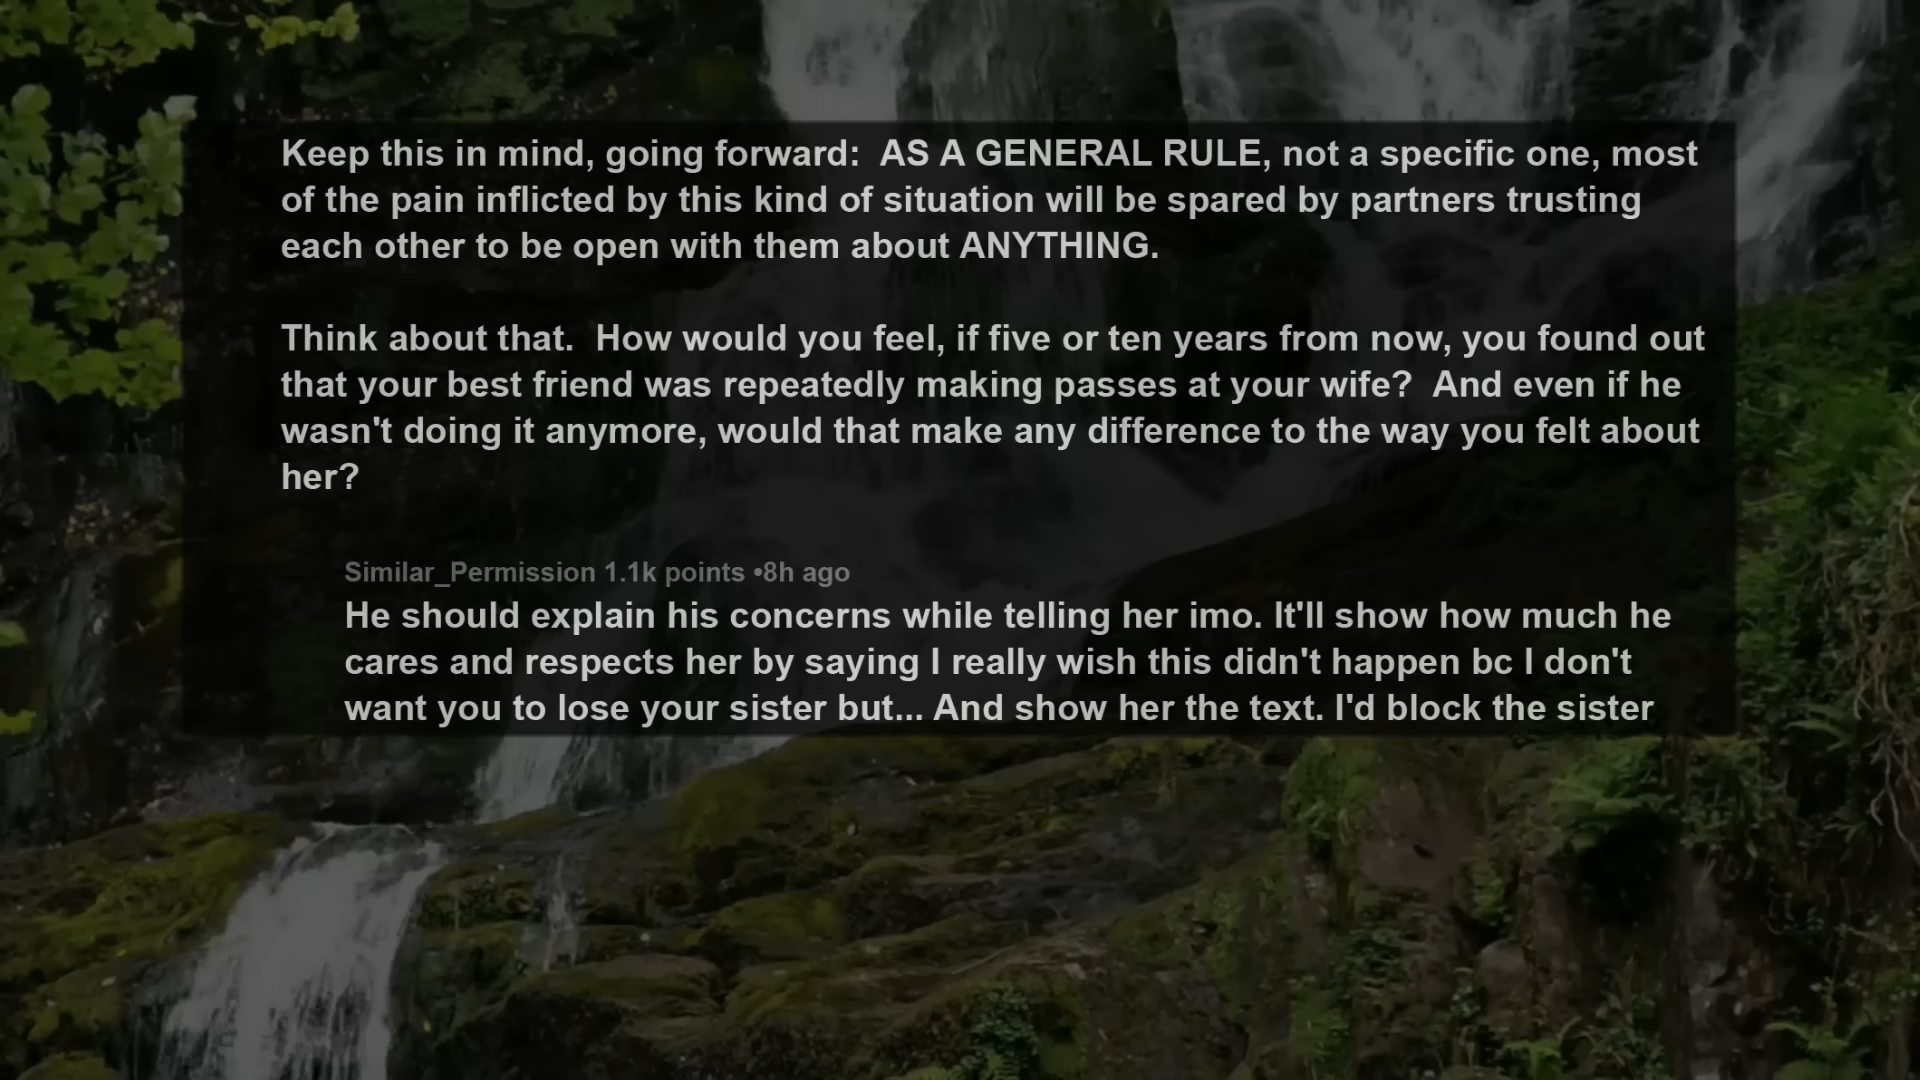 Keep this in mind, going forward:  AS A GENERAL RULE, not a specific one, most
of the pain inflicted by this kind of situation will be spared by partners trusting
each other to be open with them about ANYTHING.
Think about that.  How would you feel, if five or ten years from now, you found out
that your best friend was repeatedly making passes at your wife?  And even if he
wasn't doing it anymore, would that make any difference to the way you felt about
her?
Similar_Permission 1.1k points •8h ago
He should explain his concerns while telling her imo. It'll show how much he
cares and respects her by saying I really wish this didn't happen bc I don't
want you to lose your sister but... And show her the text. I'd block the sister